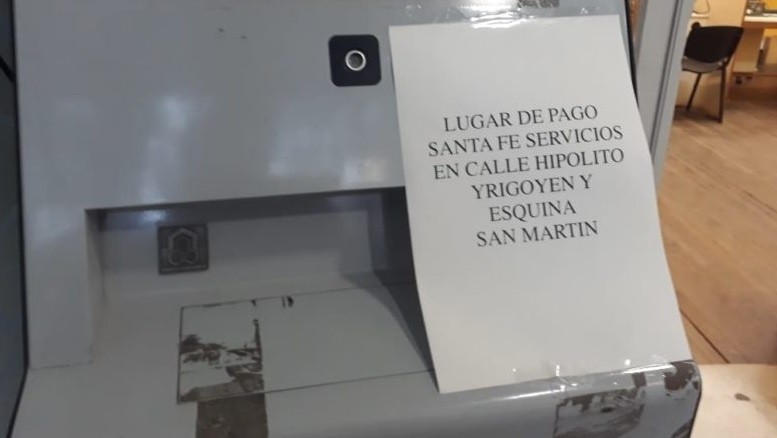 LUGAR DE PAGO
SANTA FE SERVICIOS
EN CALLE HIPOLITO
YRIGOYEN Y
ESQUINA
SAN MARTIN